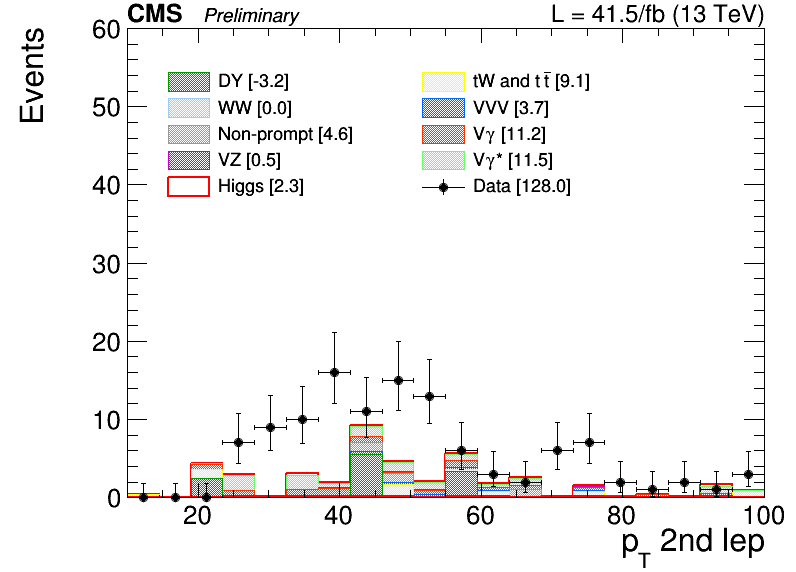 CMS Preliminary L = 41.5/fb (13 TeV)
Events
60
50
40
30
20
10
0
DY [-3.2]
WW [0.0]
Non-prompt [4.6]
VZ [0.5]
Higgs [2.3]
tW and tt̅ [9.1]
VVV [3.7]
Vγ [11.2]
Vγ* [11.5]
Data [128.0]
20 40 60 80 100
p_T 2nd lep